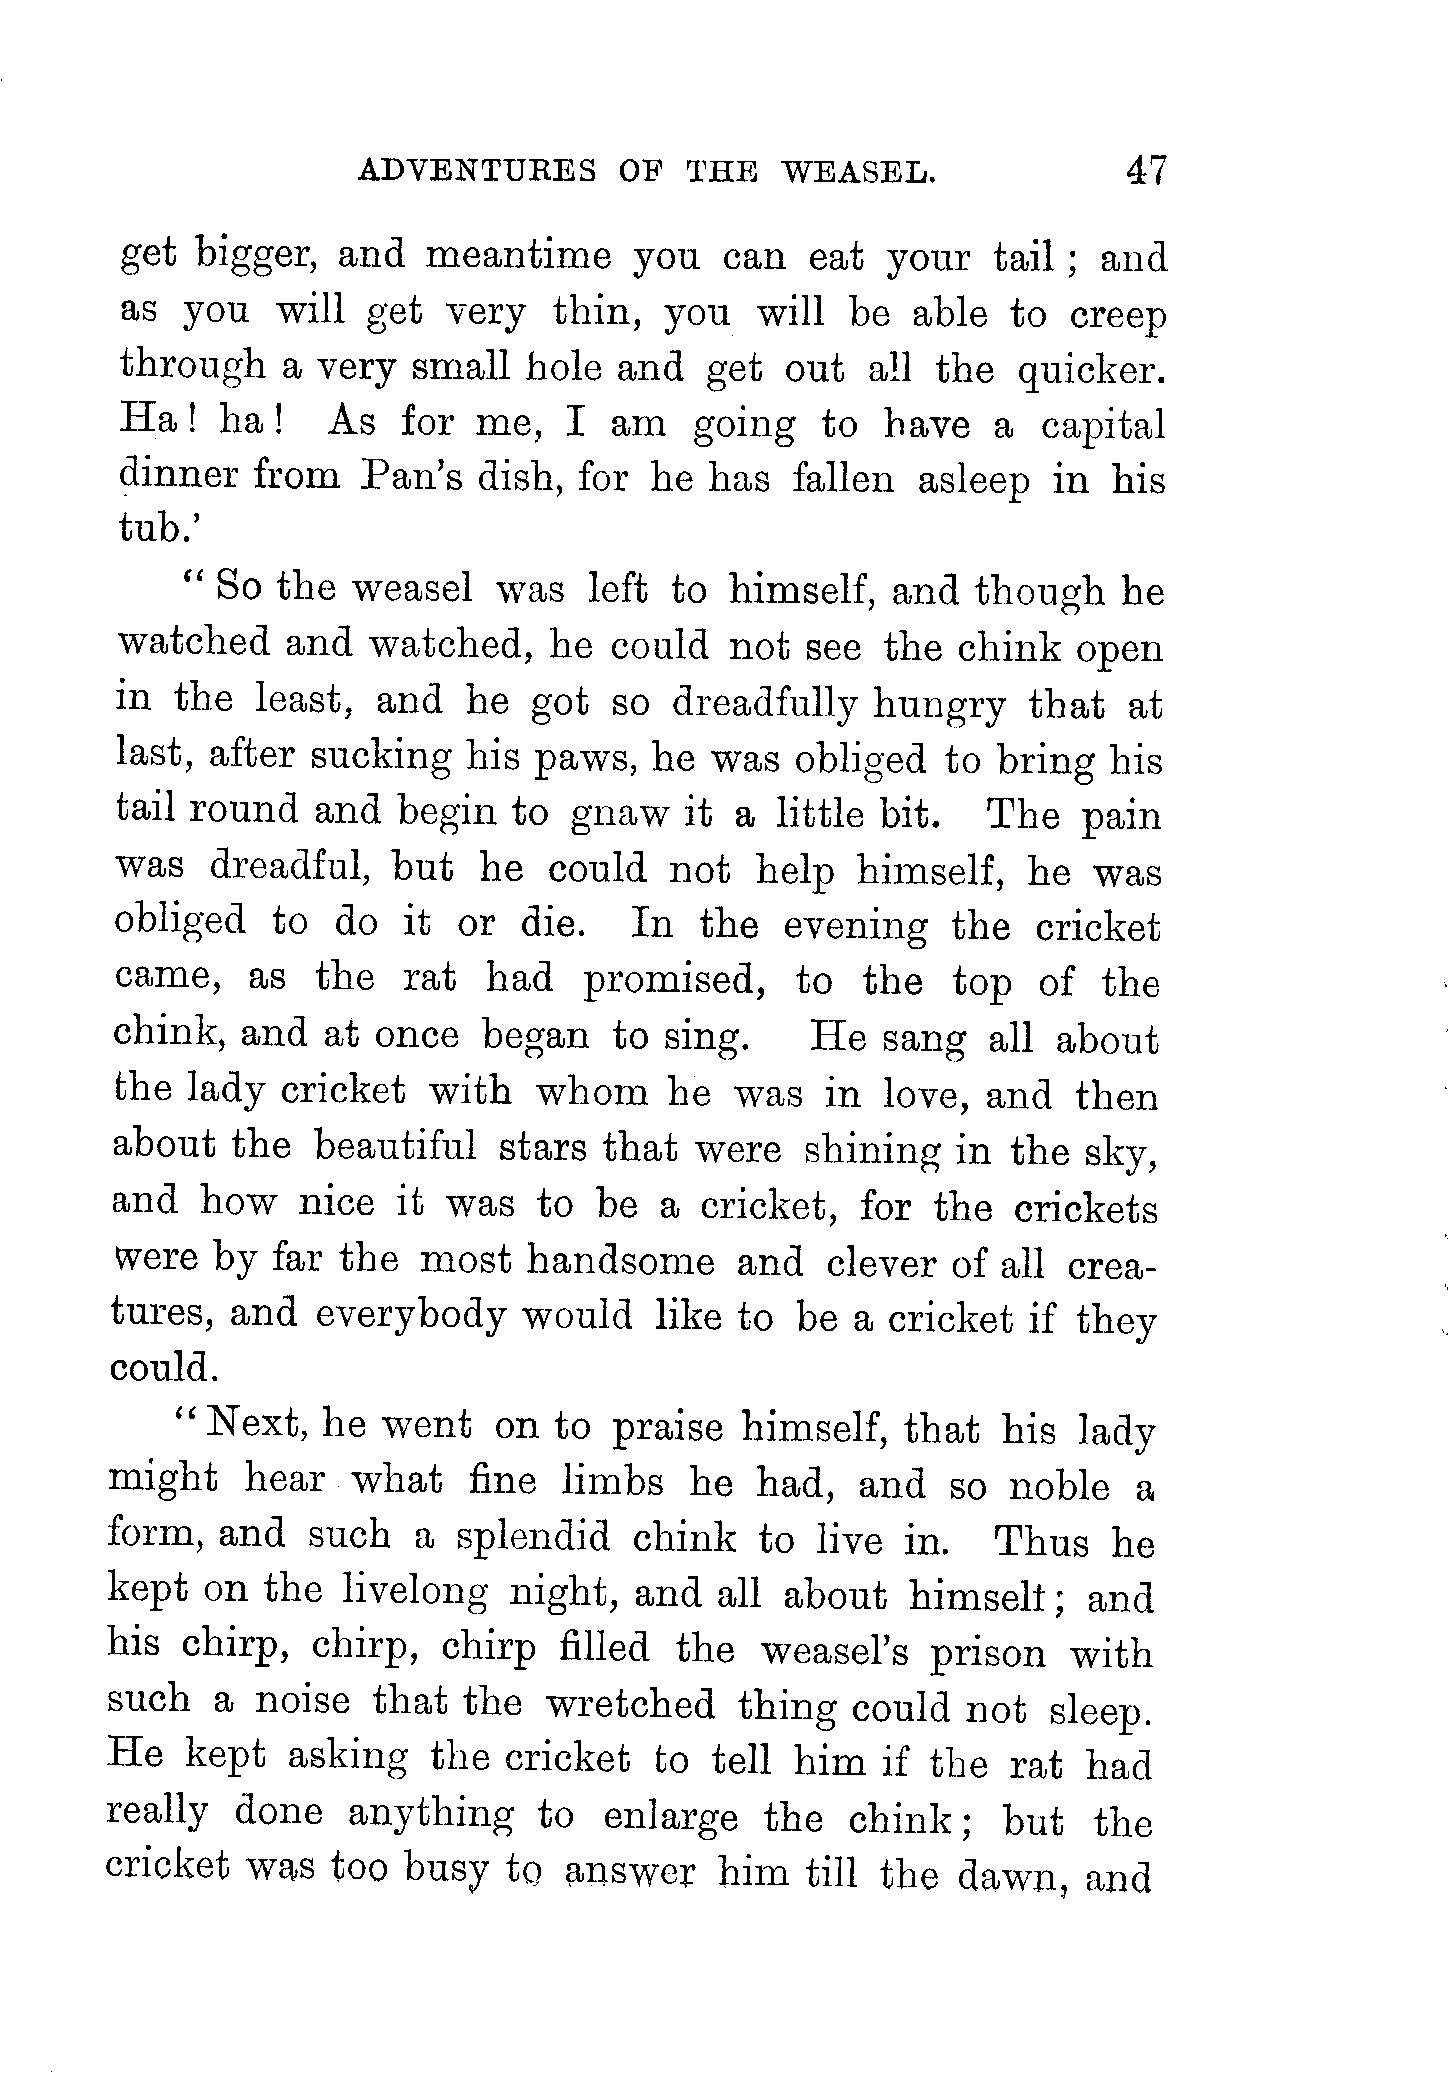 ADVENTURES OF THE WEASEL. 47
get bigger, and meantime you can eat your tail ; and
as you will get very thin, you will be able to creep
through a very small hole and get out all the quicker.
Ha ! ha ! As for me, I am going to have a capital
dinner from Pan's dish, for he has fallen asleep in his
tub.'
“ So the weasel was left to himself, and though he
watched and watched, he could not see the chink open
in the least, and he got so dreadfully hungry that at
last, after sucking his paws, he was obliged to bring his
tail round and begin to gnaw it a little bit. The pain
was dreadful, but he could not help himself, he was
obliged to do it or die. In the evening the cricket
came, as the rat had promised, to the top of the
chink, and at once began to sing. He sang all about
the lady cricket with whom he was in love, and then
about the beautiful stars that were shining in the sky,
and how nice it was to be a cricket, for the crickets
were by far the most handsome and clever of all crea-
tures, and everybody would like to be a cricket if they
could.
“ Next, he went on to praise himself, that his lady
might hear what fine limbs he had, and so noble a
form, and such a splendid chink to live in. Thus he
kept on the livelong night, and all about himself ; and
his chirp, chirp, chirp filled the weasel's prison with
such a noise that the wretched thing could not sleep.
He kept asking the cricket to tell him if the rat had
really done anything to enlarge the chink ; but the
cricket was too busy to answer him till the dawn, and